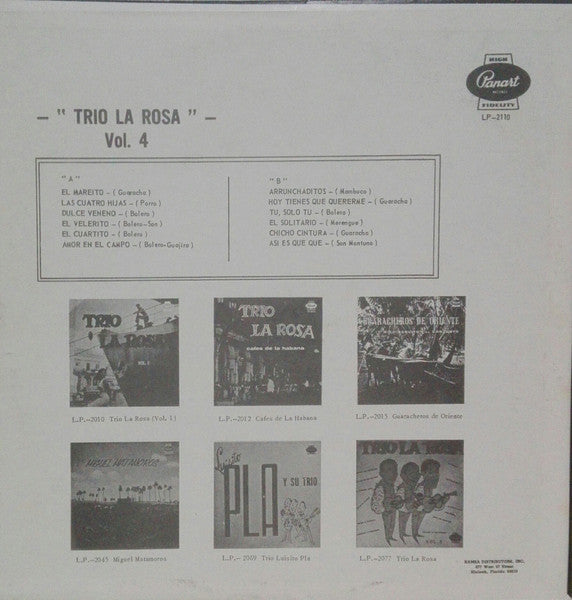 HIGH
Panart
FIDELITY
LP-2110
— " TRIO LA ROSA " —
Vol. 4
" A "
EL MAREITO - ( Guaracha )
LAS CUATRO HIJAS - ( Porro )
DULCE VENENO - ( Bolero )
EL VELERITO - ( Bolero-Son )
EL CUARTITO - ( Bolero )
AMOR EN EL CAMPO - ( Bolero-Guajira )
" B "
ARRUNCHADITOS - ( Mambuco )
HOY TIENES QUE QUERERME - ( Guaracha )
TU, SOLO TU - ( Bolero )
EL SOLITARIO - ( Merengue )
CHICHO CINTURA - ( Guaracha )
ASI ES QUE QUE - ( Son Montuno )
TRIO
LA ROSA
VOL. 1
TRIO
LA ROSA
cafes de la habana
GUARACHEROS DE ORIENTE
L.P.-2010 Trio La Rosa (Vol. 1)
L.P.-2012 Cafes de La Habana
L.P.-2015 Guaracheros de Oriente
MIGUEL MATAMOROS
Luisito
PLA
Y SU TRIO
TRIO LA ROSA
L.P.-2045 Miguel Matamoros
L.P.-2069 Trio Luisito Pla
L.P.-2077 Trio La Rosa
RAMSA DISTRIBUTORS, INC.
Hialeah, Florida